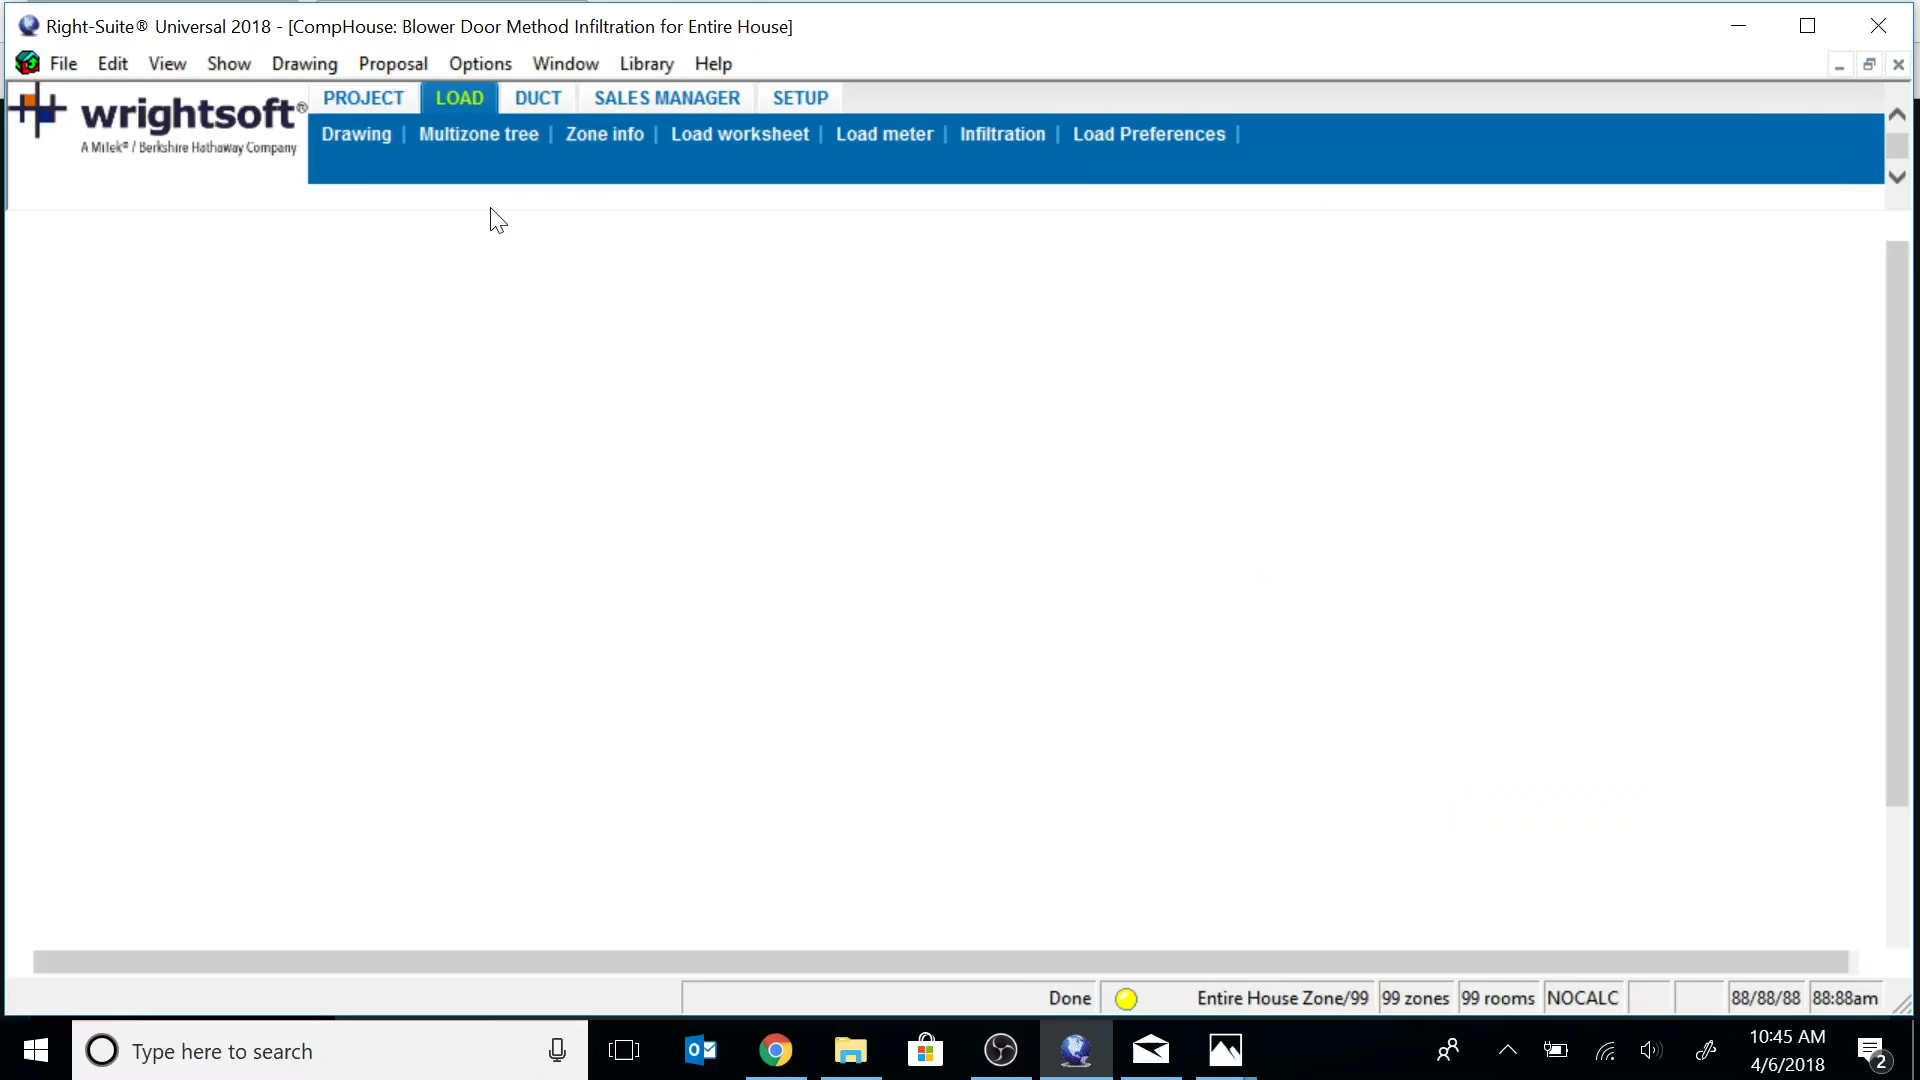 Right-Suite® Universal 2018 - [CompHouse: Blower Door Method Infiltration for Entire House]
File Edit View Show Drawing Proposal Options Window Library Help
wrightsoft®
A MiTek® / Berkshire Hathaway Company
PROJECT LOAD DUCT SALES MANAGER SETUP
Drawing | Multizone tree | Zone info | Load worksheet | Load meter | Infiltration | Load Preferences |
Done Entire House Zone/99 99 zones 99 rooms NOCALC 88/88/88 88:88am
Type here to search
10:45 AM
4/6/2018
2